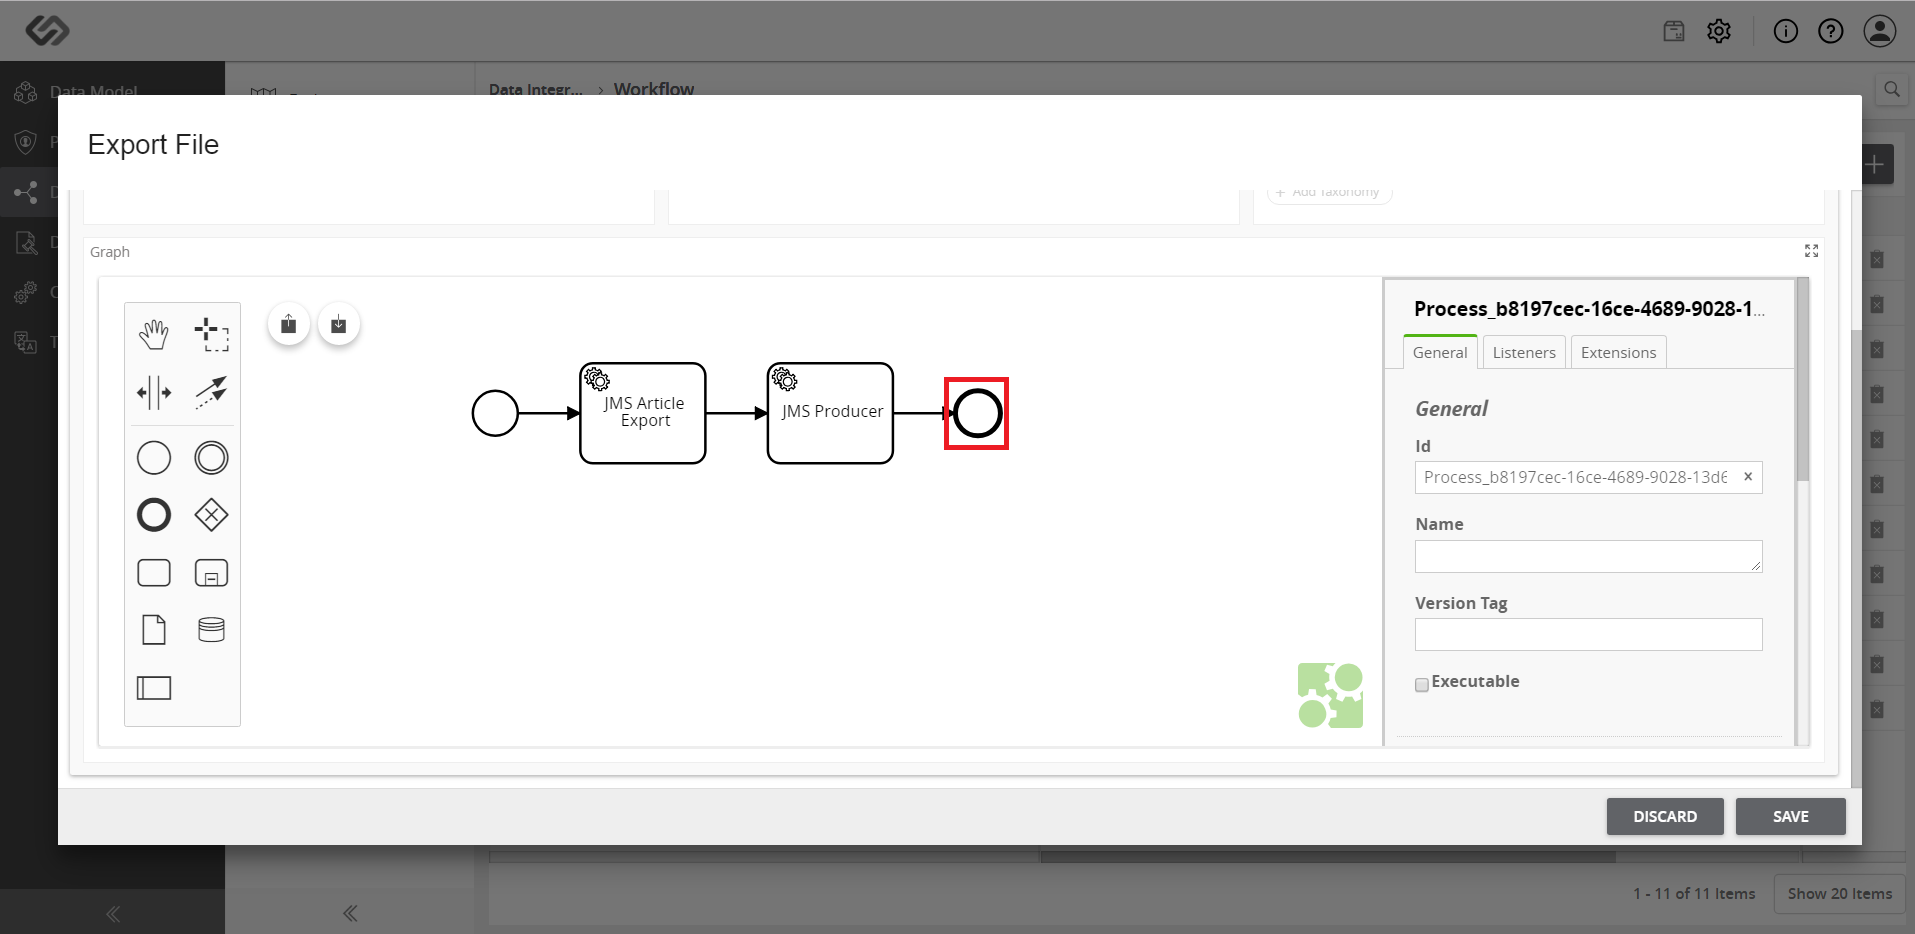 Data Model
Data Integr... > Workflow
Export File
+ Add Taxonomy
Graph
JMS Article
Export
JMS Producer
Process_b8197cec-16ce-4689-9028-1...
General
Listeners
Extensions
General
Id
Process_b8197cec-16ce-4689-9028-13d6
Name
Version Tag
Executable
DISCARD
SAVE
1 - 11 of 11 Items
Show 20 Items